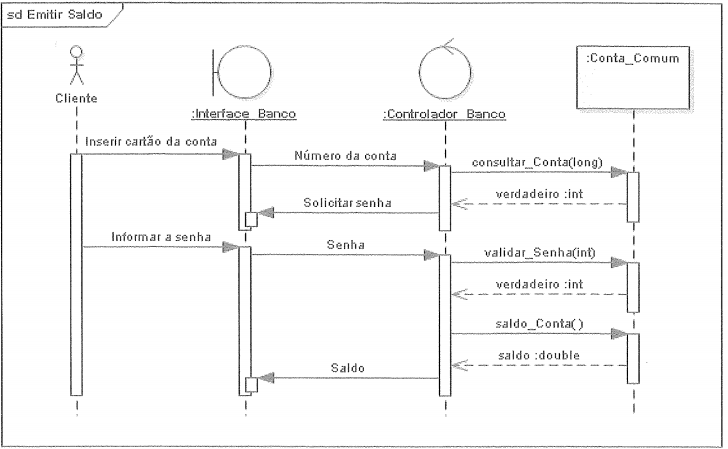 sd Emitir Saldo
Cliente
:Interface_Banco
:Controlador_Banco
:Conta_Comum
Inserir cartão da conta
Número da conta
consultar_Conta(long)
verdadeiro :int
Solicitar senha
Informar a senha
Senha
validar_Senha(int)
verdadeiro :int
saldo_Conta( )
saldo :double
Saldo